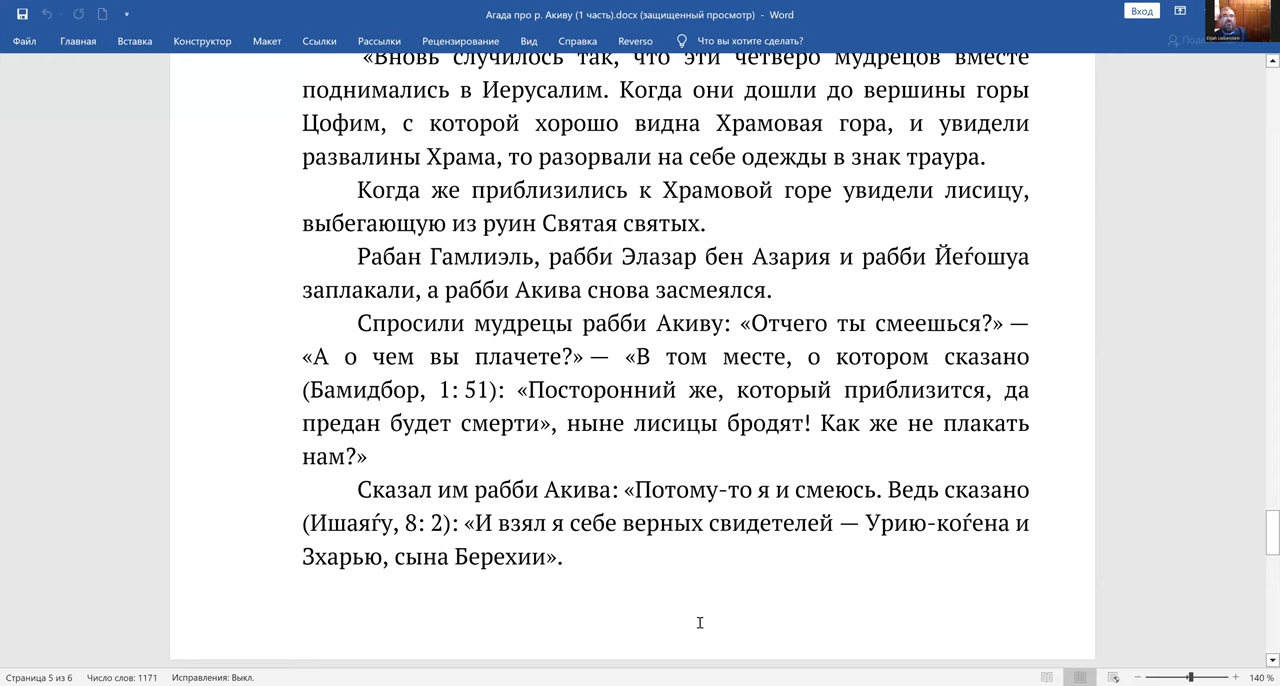 Агада про р. Акиву (1 часть).docx (защищенный просмотр) - Word
Вход
Файл Главная Вставка Конструктор Макет Ссылки Рассылки Рецензирование Вид Справка Reverso Что вы хотите сделать?
«Вновь случилось так, что эти четверо мудрецов вместе
поднимались в Иерусалим. Когда они дошли до вершины горы
Цофим, с которой хорошо видна Храмовая гора, и увидели
развалины Храма, то разорвали на себе одежды в знак траура.
Когда же приблизились к Храмовой горе увидели лисицу,
выбегающую из руин Святая святых.
Рабан Гамлиэль, рабби Элазар бен Азария и рабби Йеѓошуа
заплакали, а рабби Акива снова засмеялся.
Спросили мудрецы рабби Акиву: «Отчего ты смеешься?» —
«А о чем вы плачете?» — «В том месте, о котором сказано
(Бамидбор, 1: 51): «Посторонний же, который приблизится, да
предан будет смерти», ныне лисицы бродят! Как же не плакать
нам?»
Сказал им рабби Акива: «Потому-то я и смеюсь. Ведь сказано
(Ишаяѓу, 8: 2): «И взял я себе верных свидетелей — Урию-коѓена и
Зхарью, сына Берехии».
Страница 5 из 6 Число слов: 1171 Исправления: Выкл. 140 %